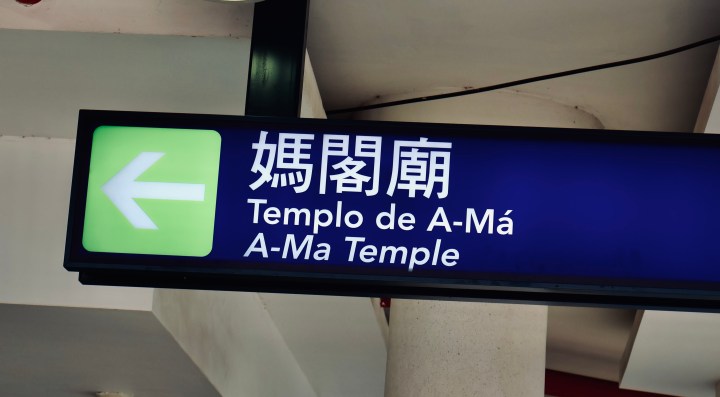 媽閣廟
Templo de A-Má
A-Ma Temple